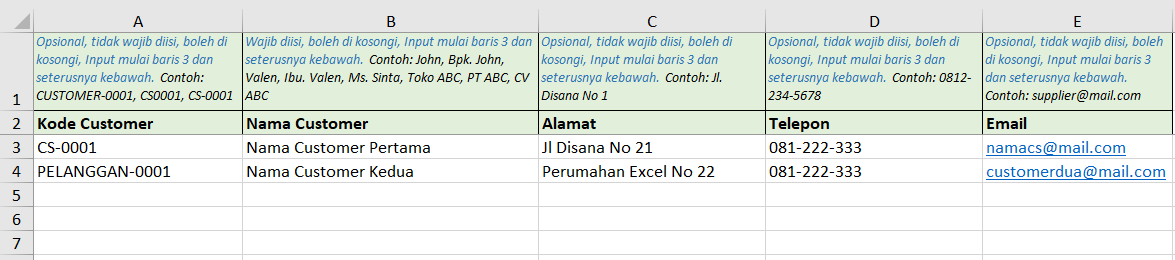 A B C D E
1
Opsional, tidak wajib diisi, boleh di
kosongi, Input mulai baris 3 dan
seterusnya kebawah. Contoh:
CUSTOMER-0001, CS0001, CS-0001
Wajib diisi, boleh di kosongi, Input mulai baris 3 dan
seterusnya kebawah. Contoh: John, Bpk. John,
Valen, Ibu. Valen, Ms. Sinta, Toko ABC, PT ABC, CV
ABC
Opsional, tidak wajib diisi, boleh di
kosongi, Input mulai baris 3 dan
seterusnya kebawah. Contoh: Jl.
Disana No 1
Opsional, tidak wajib diisi, boleh di
kosongi, Input mulai baris 3 dan
seterusnya kebawah. Contoh: 0812-
234-5678
Opsional, tidak wajib diisi, boleh
di kosongi, Input mulai baris 3
dan seterusnya kebawah.
Contoh: supplier@mail.com
2 Kode Customer Nama Customer Alamat Telepon Email
3 CS-0001 Nama Customer Pertama Jl Disana No 21 081-222-333 namacs@mail.com
4 PELANGGAN-0001 Nama Customer Kedua Perumahan Excel No 22 081-222-333 customerdua@mail.com
5
6
7